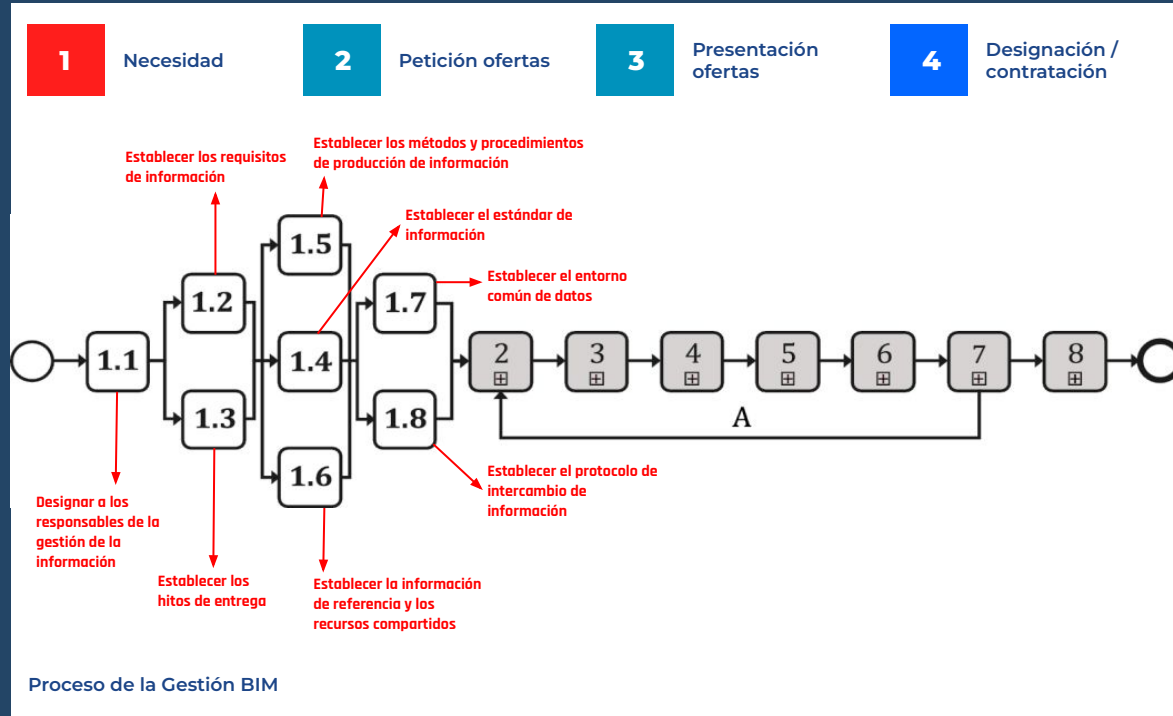 1
Necesidad
2
Petición ofertas
3
Presentación
ofertas
4
Designación /
contratación
Establecer los requisitos
de información
Establecer los métodos y procedimientos
de producción de información
Establecer el estándar de
información
Establecer el entorno
común de datos
1.1
1.2
1.3
1.5
1.4
1.6
1.7
1.8
2
3
4
5
6
7
8
A
Designar a los
responsables de la
gestión de la
información
Establecer los
hitos de entrega
Establecer la información
de referencia y los
recursos compartidos
Establecer el protocolo de
intercambio de
información
Proceso de la Gestión BIM